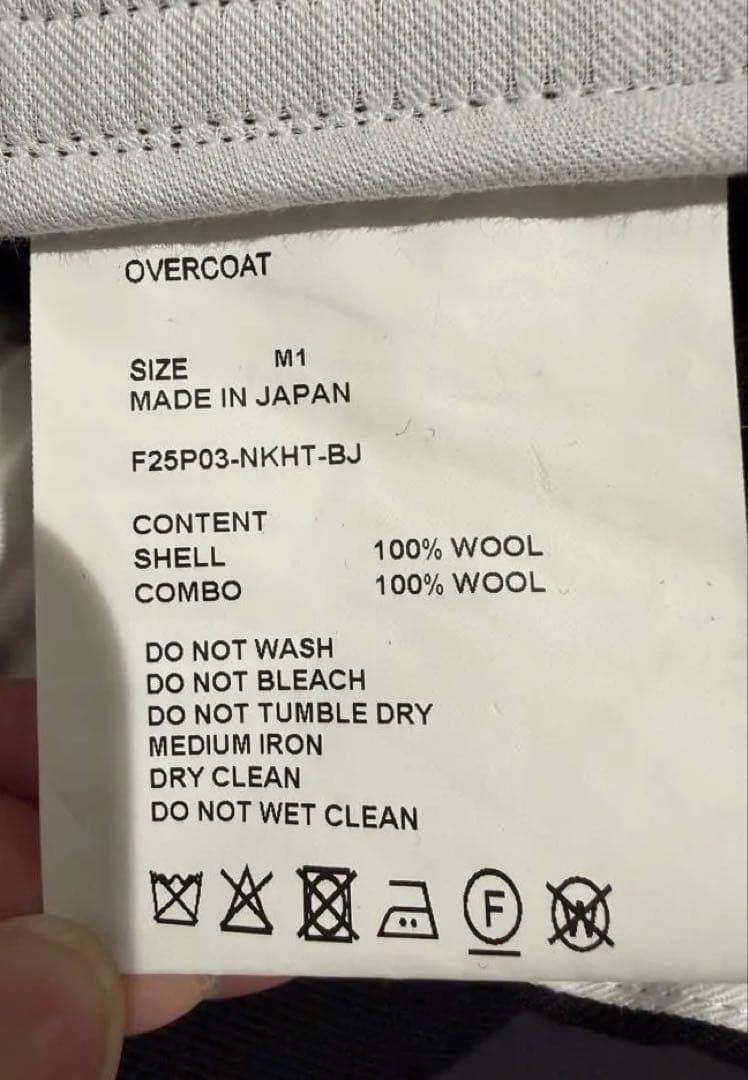 OVERCOAT
SIZE M1
MADE IN JAPAN
F25P03-NKHT-BJ
CONTENT
SHELL 100% WOOL
COMBO 100% WOOL
DO NOT WASH
DO NOT BLEACH
DO NOT TUMBLE DRY
MEDIUM IRON
DRY CLEAN
DO NOT WET CLEAN
F W